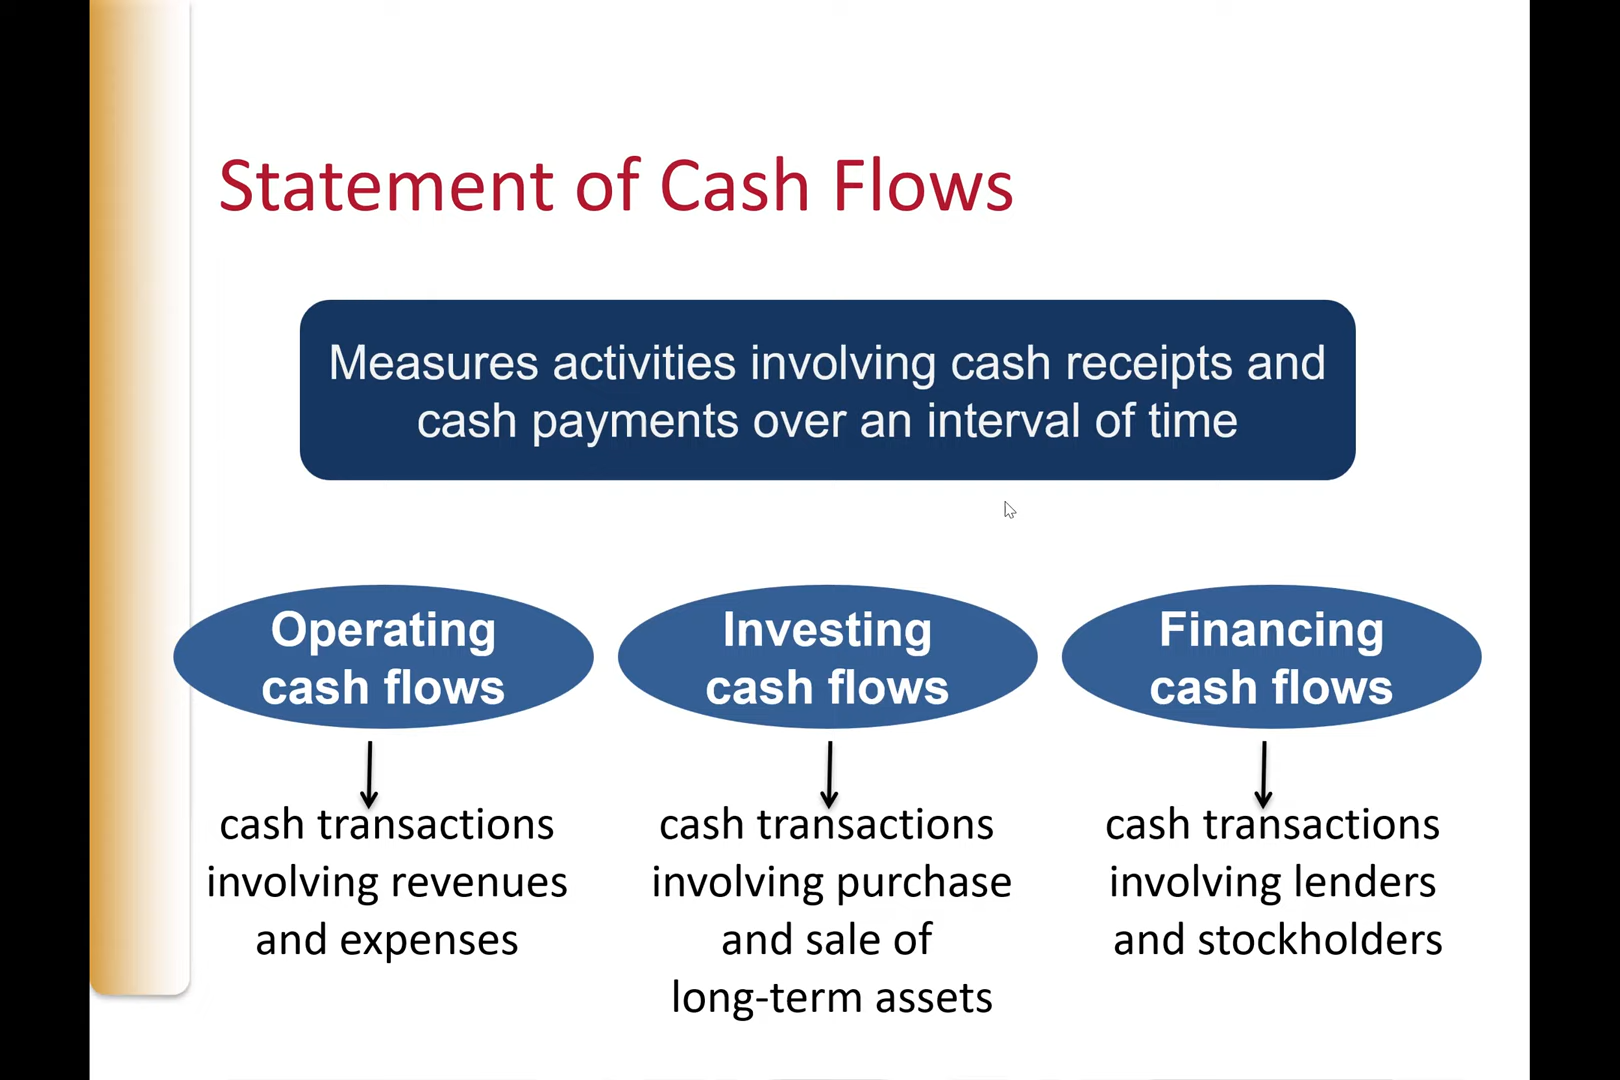 Statement of Cash Flows
Measures activities involving cash receipts and
cash payments over an interval of time
Operating
cash flows
cash transactions
involving revenues
and expenses
Investing
cash flows
cash transactions
involving purchase
and sale of
long-term assets
Financing
cash flows
cash transactions
involving lenders
and stockholders